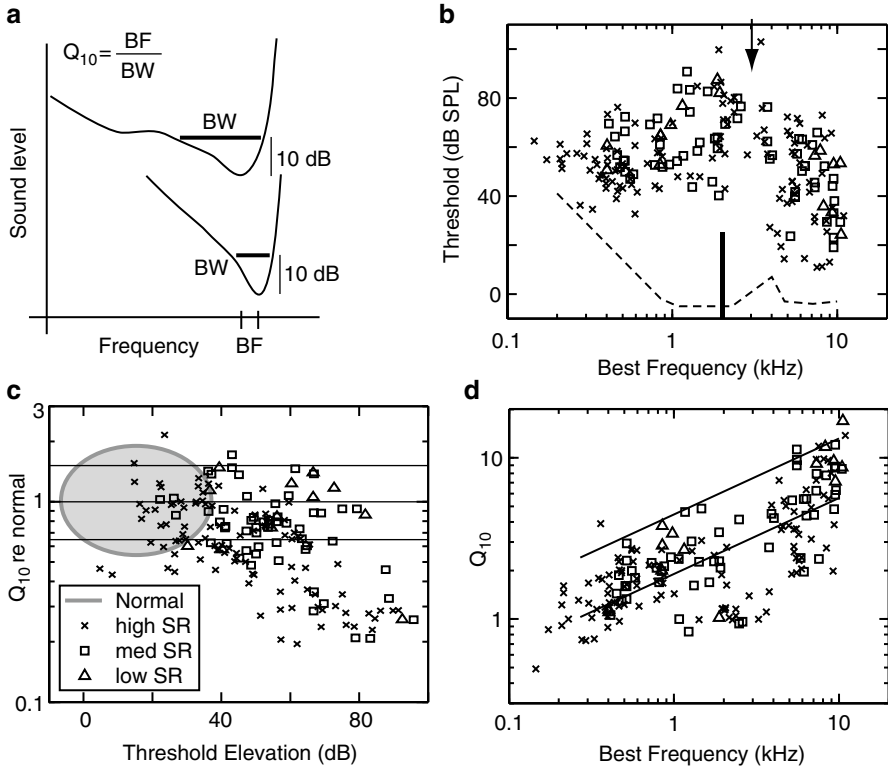 a
Q10 = BF / BW
BW
10 dB
BW
10 dB
Sound level
Frequency
BF
b
Threshold (dB SPL)
80
40
0
0.1
1
10
Best Frequency (kHz)
c
Q10 re normal
3
1
0.1
Normal
high SR
med SR
low SR
0
40
80
Threshold Elevation (dB)
d
Q10
10
1
0.1
1
10
Best Frequency (kHz)